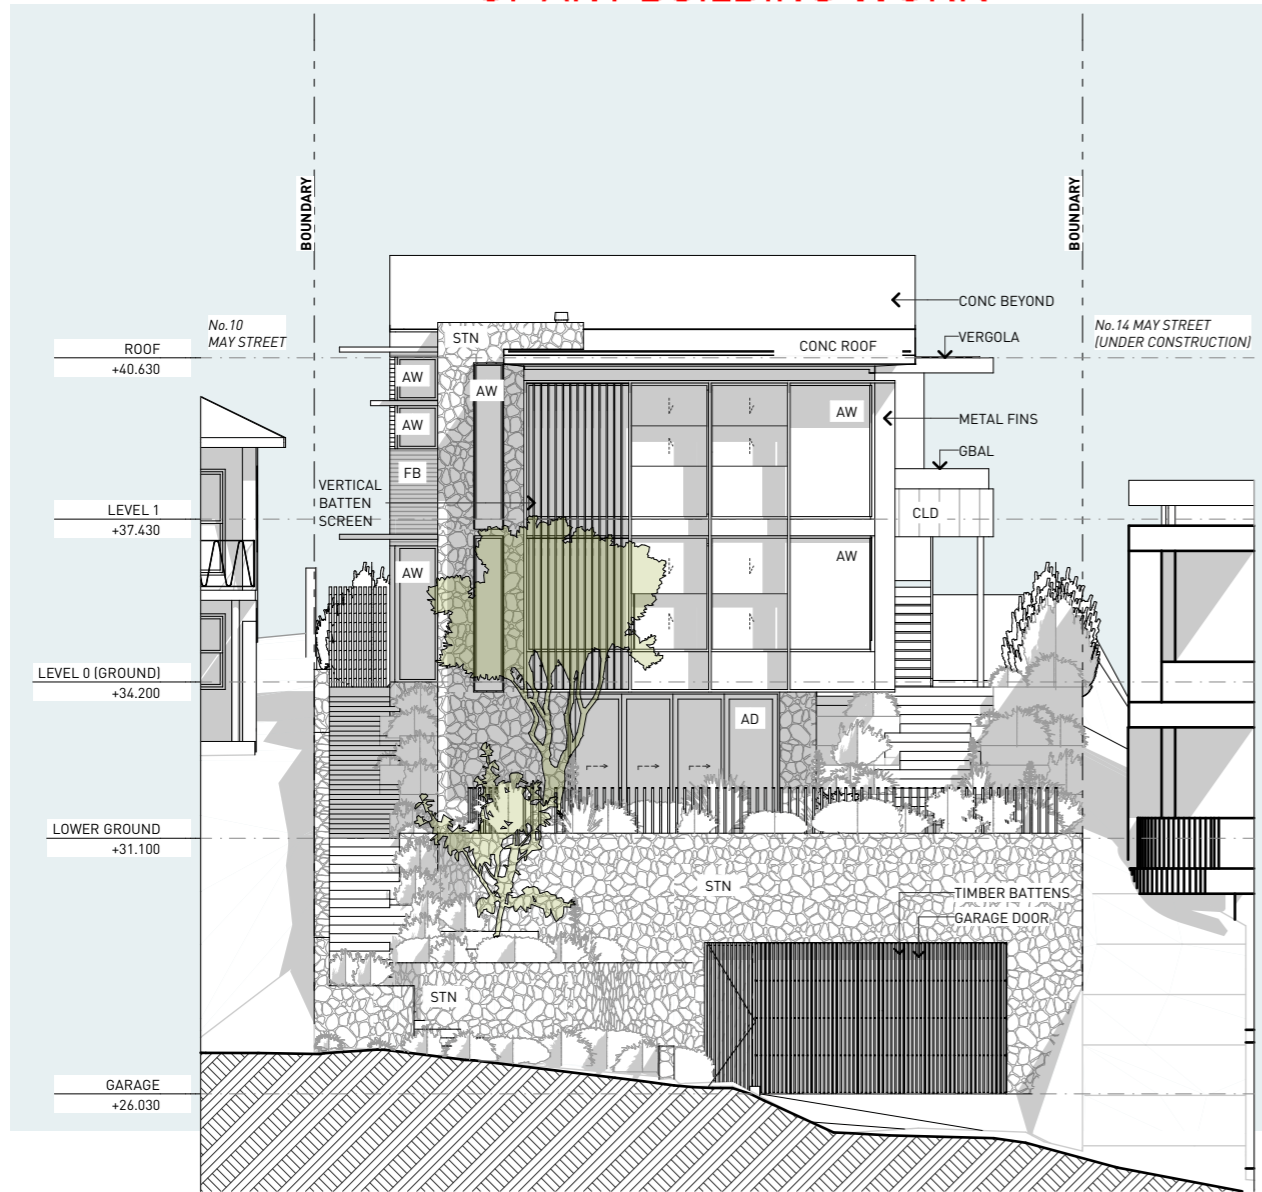 BOUNDARY
BOUNDARY
No.10
MAY STREET
No.14 MAY STREET
(UNDER CONSTRUCTION)
CONC BEYOND
VERGOLA
STN
CONC ROOF
ROOF
+40.630
AW
AW
AW
AW
METAL FINS
GBAL
FB
VERTICAL
BATTEN
SCREEN
CLD
LEVEL 1
+37.430
AW
AW
LEVEL 0 (GROUND)
+34.200
AD
LOWER GROUND
+31.100
STN
TIMBER BATTENS
GARAGE DOOR
STN
GARAGE
+26.030